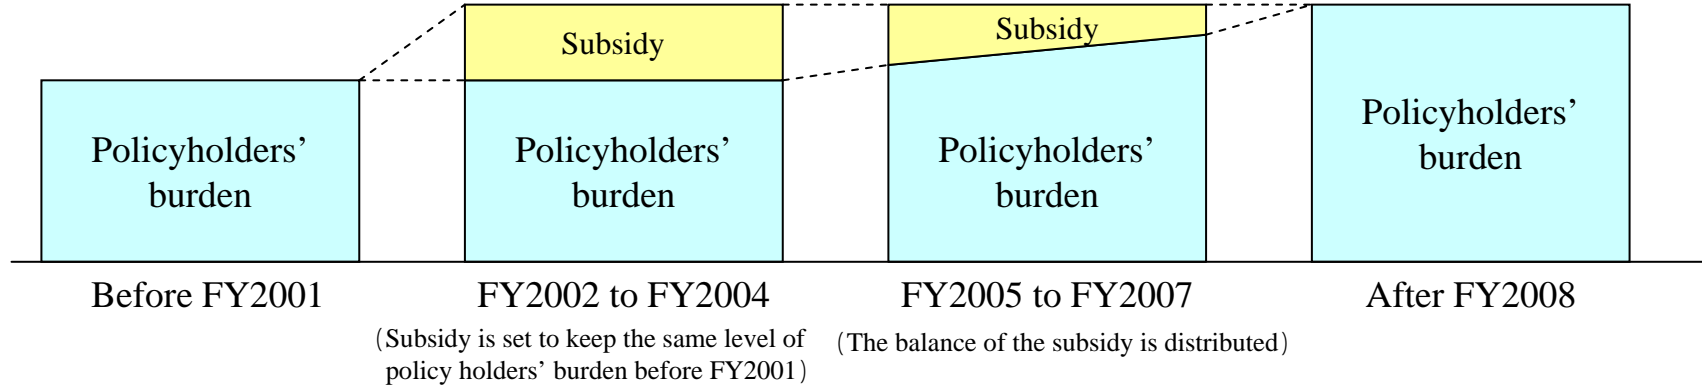 Subsidy
Subsidy
Policyholders’
burden
Policyholders’
burden
Policyholders’
burden
Policyholders’
burden
Before FY2001
FY2002 to FY2004
FY2005 to FY2007
After FY2008
(Subsidy is set to keep the same level of
policy holders’ burden before FY2001)
(The balance of the subsidy is distributed)